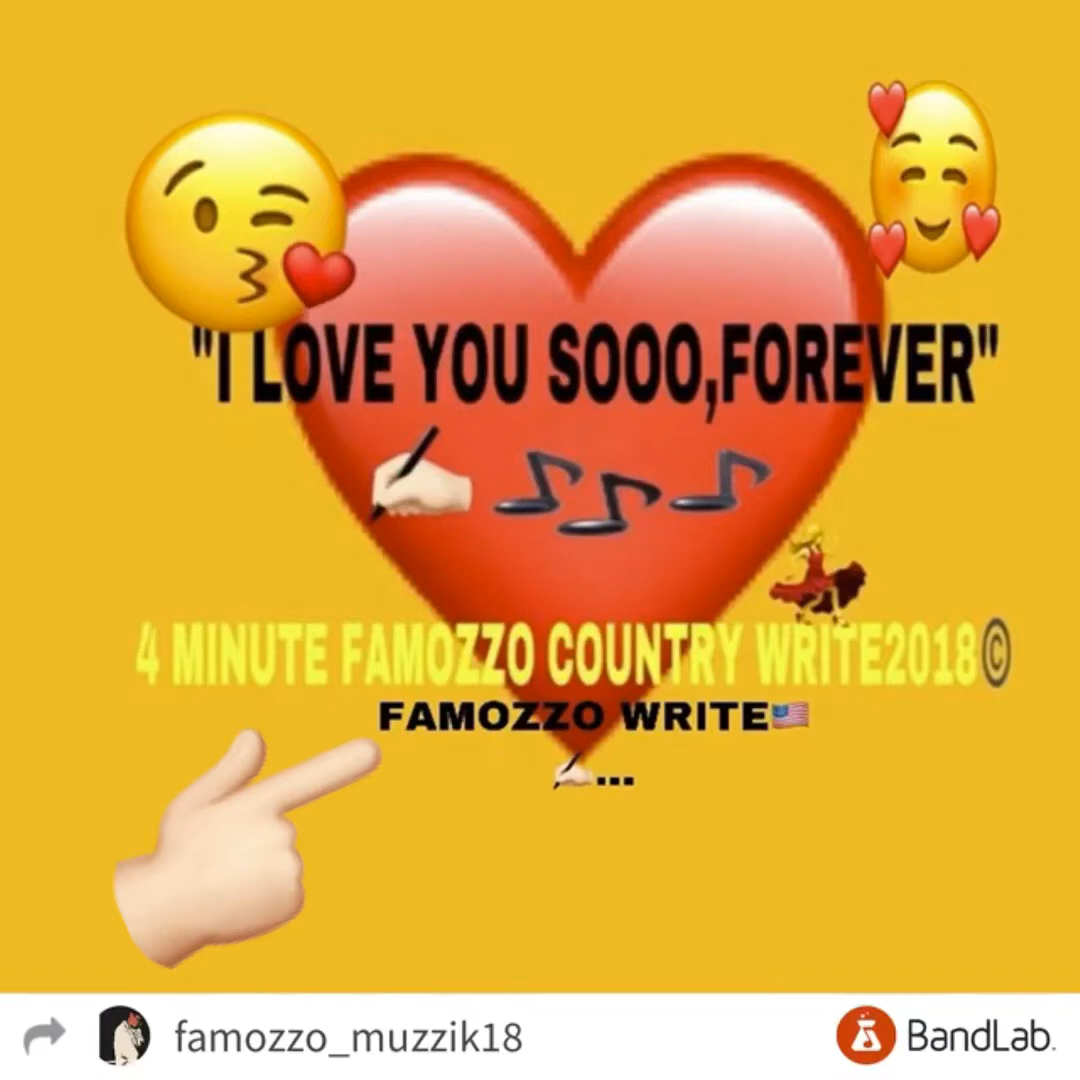 "I LOVE YOU SOOO,FOREVER"
4 MINUTE FAMOZZO COUNTRY WRITE2018©
FAMOZZO WRITE🇺🇸
✍🏻...
famozzo_muzzik18
BandLab.